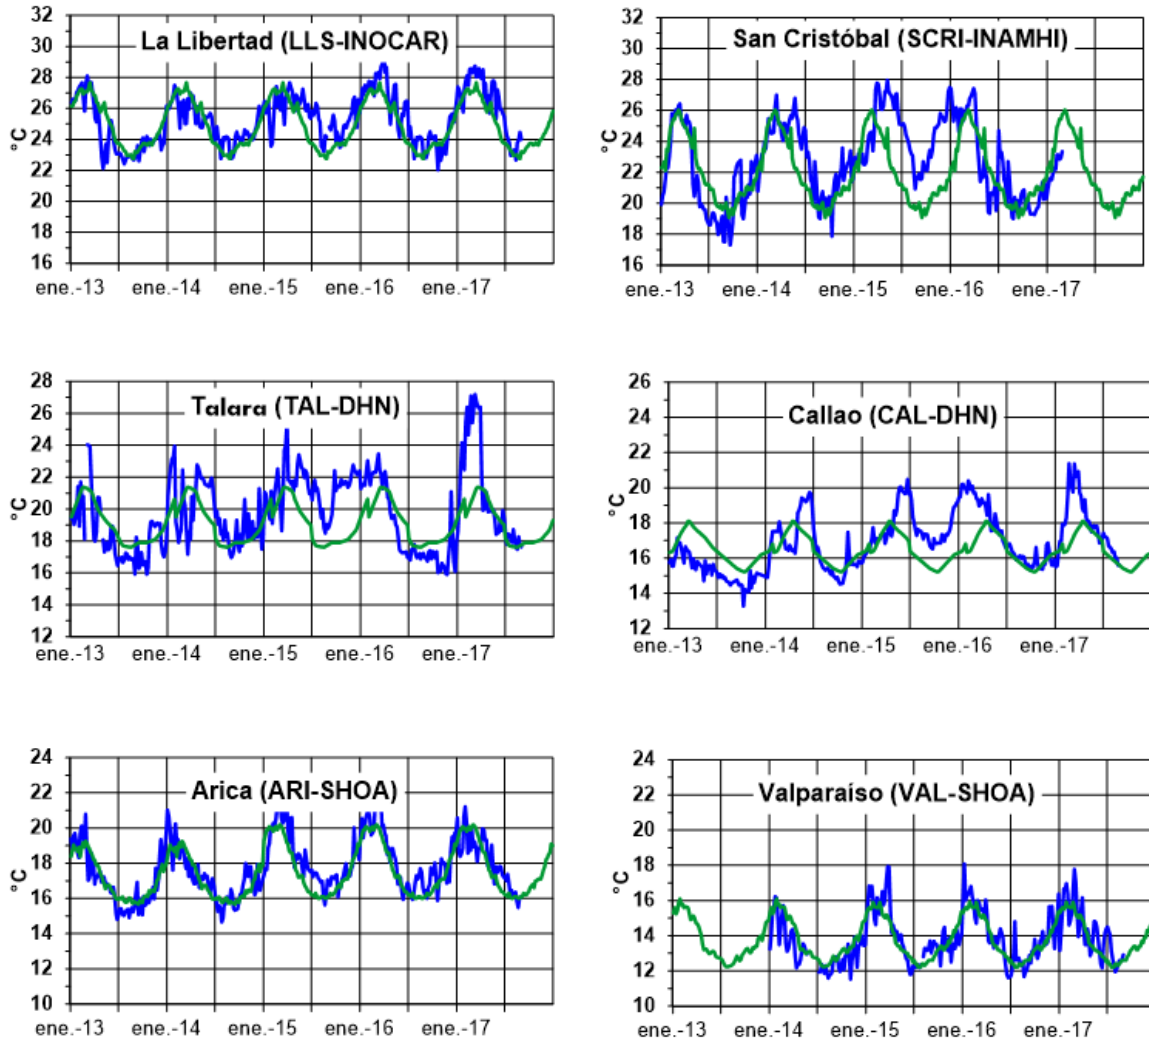 La Libertad (LLS-INOCAR)
°C
32
30
28
26
24
22
20
18
16
ene.-13 ene.-14 ene.-15 ene.-16 ene.-17
San Cristóbal (SCRI-INAMHI)
°C
32
30
28
26
24
22
20
18
16
ene.-13 ene.-14 ene.-15 ene.-16 ene.-17
Talara (TAL-DHN)
°C
28
26
24
22
20
18
16
14
12
ene.-13 ene.-14 ene.-15 ene.-16 ene.-17
Callao (CAL-DHN)
°C
26
24
22
20
18
16
14
12
ene.-13 ene.-14 ene.-15 ene.-16 ene.-17
Arica (ARI-SHOA)
°C
24
22
20
18
16
14
12
10
ene.-13 ene.-14 ene.-15 ene.-16 ene.-17
Valparaíso (VAL-SHOA)
°C
24
22
20
18
16
14
12
10
ene.-13 ene.-14 ene.-15 ene.-16 ene.-17